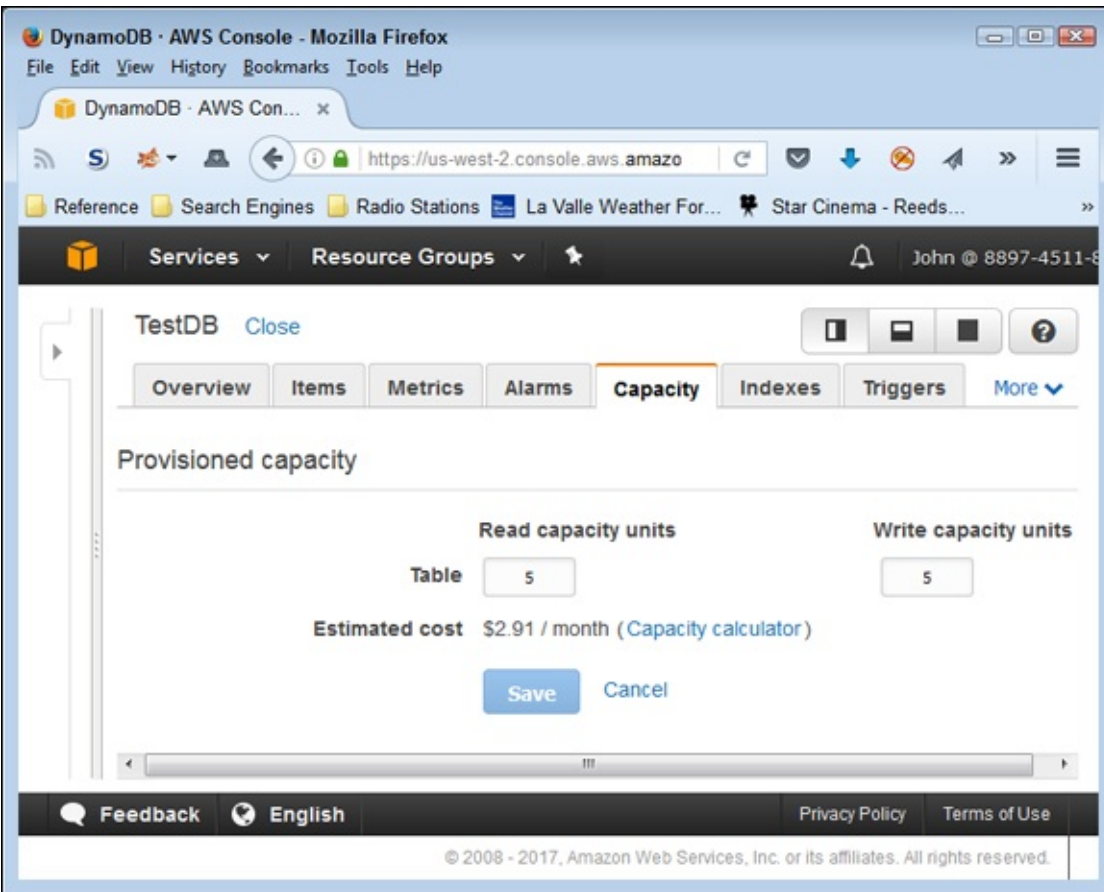 DynamoDB · AWS Console - Mozilla Firefox
File Edit View History Bookmarks Tools Help
DynamoDB · AWS Con... ×
S) https://us-west-2.console.aws.amazo »
Reference Search Engines Radio Stations La Valle Weather For... Star Cinema - Reeds... »
Services Resource Groups John @ 8897-4511-8
TestDB Close ?
Overview Items Metrics Alarms Capacity Indexes Triggers More
Provisioned capacity
Read capacity units Write capacity units
Table 5 5
Estimated cost $2.91 / month (Capacity calculator)
Save Cancel
Feedback English Privacy Policy Terms of Use
© 2008 - 2017, Amazon Web Services, Inc. or its affiliates. All rights reserved.